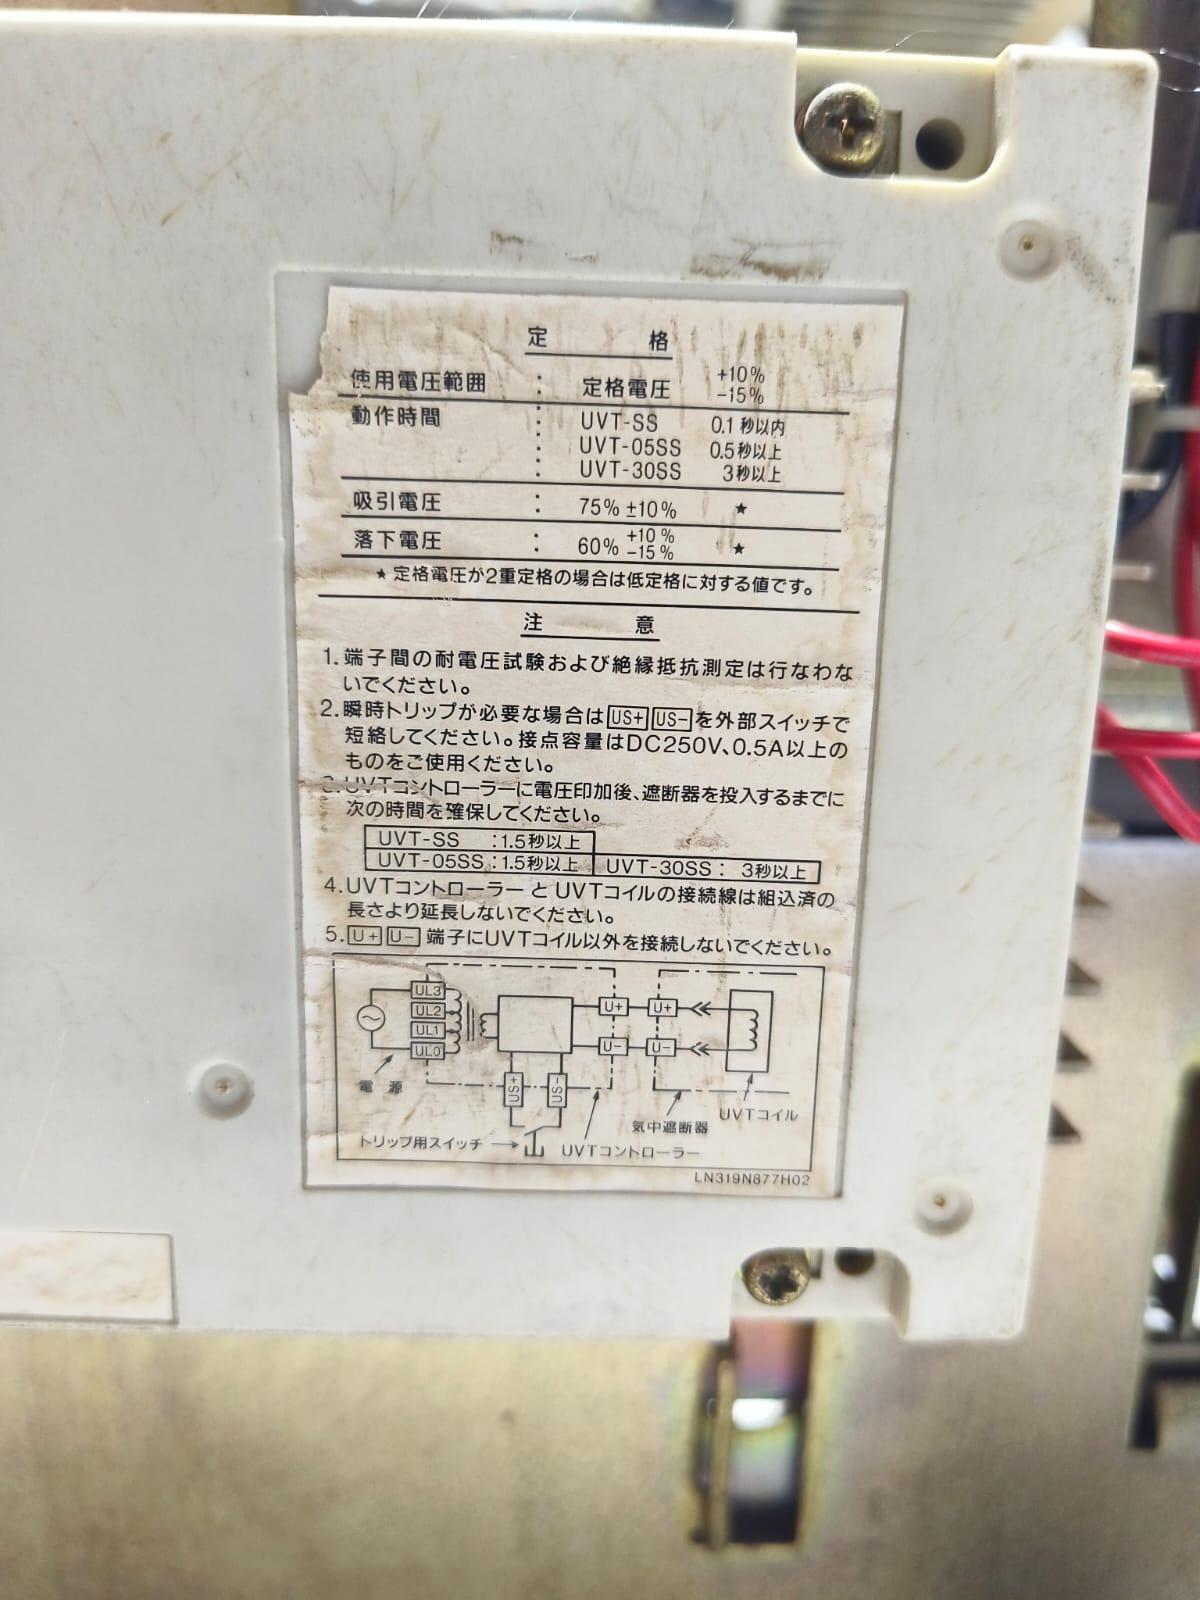 定格
使用電圧範囲 : 定格電圧 +10% -15%
動作時間 : UVT-SS 0.1秒以内
: UVT-05SS 0.5秒以上
: UVT-30SS 3秒以上
吸引電圧 : 75% ±10% ★
落下電圧 : 60% +10% -15% ★
★定格電圧が2重定格の場合は低定格に対する値です。
注意
1.端子間の耐電圧試験および絶縁抵抗測定は行なわな
いでください。
2.瞬時トリップが必要な場合はUS+ US-を外部スイッチで
短絡してください。接点容量はDC250V、0.5A以上の
ものをご使用ください。
3.UVTコントローラーに電圧印加後、遮断器を投入するまでに
次の時間を確保してください。
UVT-SS :1.5秒以上
UVT-05SS:1.5秒以上 UVT-30SS: 3秒以上
4.UVTコントローラーとUVTコイルの接続線は組込済の
長さより延長しないでください。
5.U+ U- 端子にUVTコイル以外を接続しないでください。
UL3
UL2
UL1
UL0
U+ U+
U- U-
電源
US+ US-
UVTコイル
気中遮断器
トリップ用スイッチ
UVTコントローラー
LN319N877H02